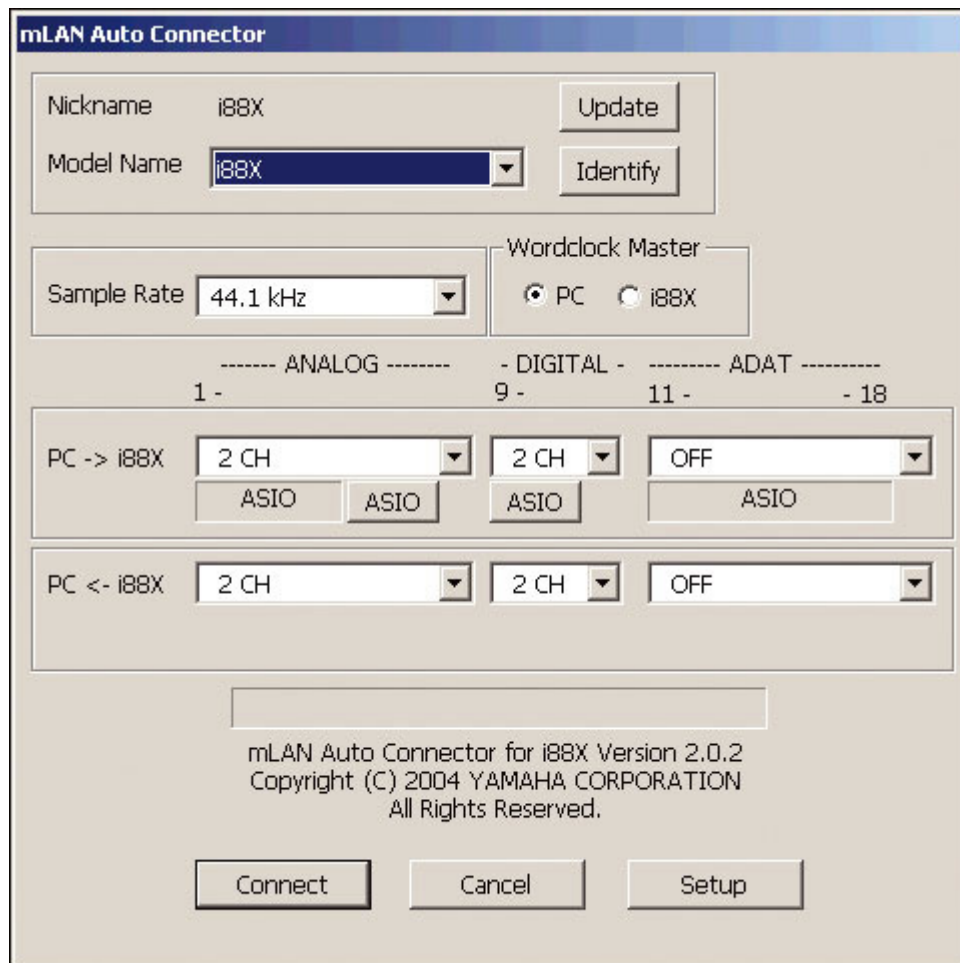 mLAN Auto Connector
Nickname i88X Update
Model Name i88X Identify
Wordclock Master
Sample Rate 44.1 kHz PC i88X
------- ANALOG ------- - DIGITAL - --------- ADAT ----------
1 - 9 - 11 - - 18
PC -> i88X 2 CH 2 CH OFF
ASIO ASIO ASIO ASIO
PC <- i88X 2 CH 2 CH OFF
mLAN Auto Connector for i88X Version 2.0.2
Copyright (C) 2004 YAMAHA CORPORATION
All Rights Reserved.
Connect Cancel Setup